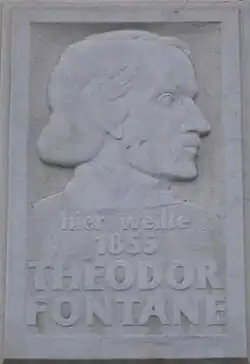 hier weilte
1855
THEODOR
FONTANE